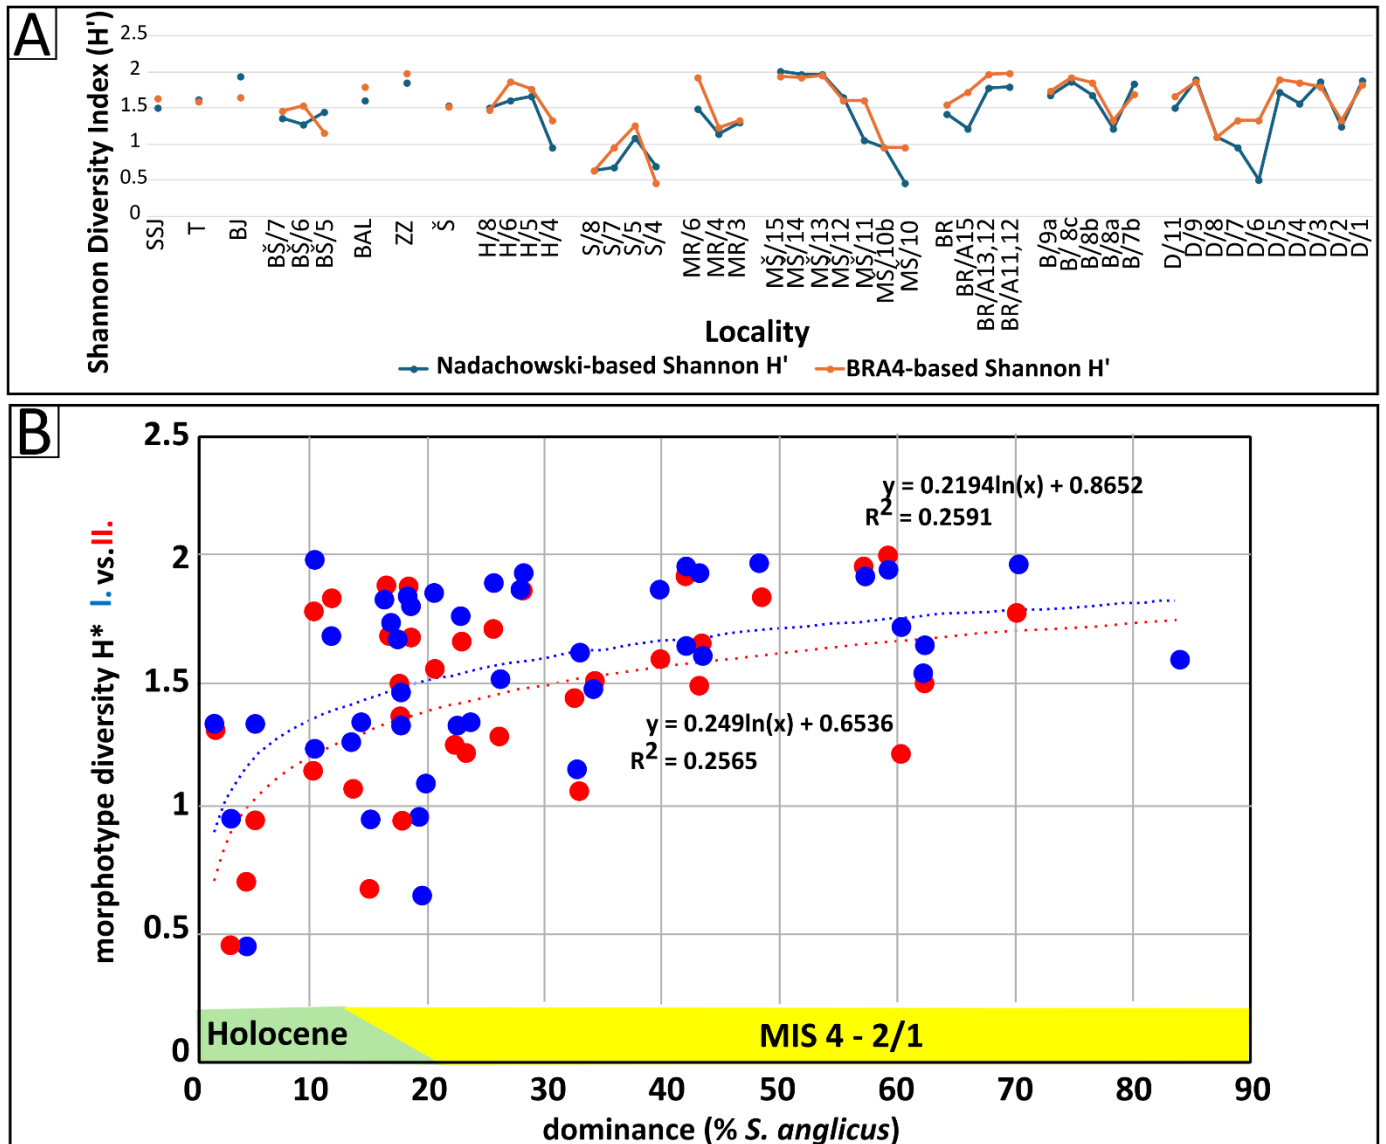 A
Shannon Diversity Index (H')
2.5
2
1.5
1
0.5
0
SSJ
T
BJ
BŠ/7
BŠ/6
BŠ/5
BAL
ZZ
Š
H/8
H/6
H/5
H/4
S/8
S/7
S/5
S/4
MR/6
MR/4
MR/3
MŠ/15
MŠ/14
MŠ/13
MŠ/12
MŠ/11
MŠ/10b
MŠ/10
BR
BR/A15
BR/A13,12
BR/A11,12
B/9a
B/ 8c
B/8b
B/8a
B/7b
D/11
D/9
D/8
D/7
D/6
D/5
D/4
D/3
D/2
D/1
Locality
Nadachowski-based Shannon H'
BRA4-based Shannon H'
B
morphotype diversity H* I. vs.II.
2.5
2
1.5
1
0.5
0
y = 0.2194ln(x) + 0.8652
R² = 0.2591
y = 0.249ln(x) + 0.6536
R² = 0.2565
Holocene
MIS 4 - 2/1
0 10 20 30 40 50 60 70 80 90
dominance (% S. anglicus)